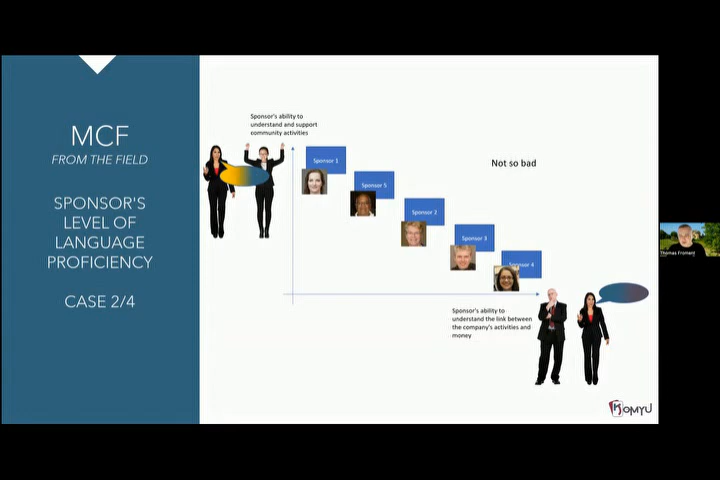 MCF
FROM THE FIELD
SPONSOR'S
LEVEL OF
LANGUAGE
PROFICIENCY
CASE 2/4
Sponsor's ability to
understand and support
community activities
Not so bad
Sponsor 1
Sponsor 5
Sponsor 2
Sponsor 3
Sponsor 4
Sponsor's ability to
understand the link between
the company's activities and
money
KOMYU
Thomas Froment